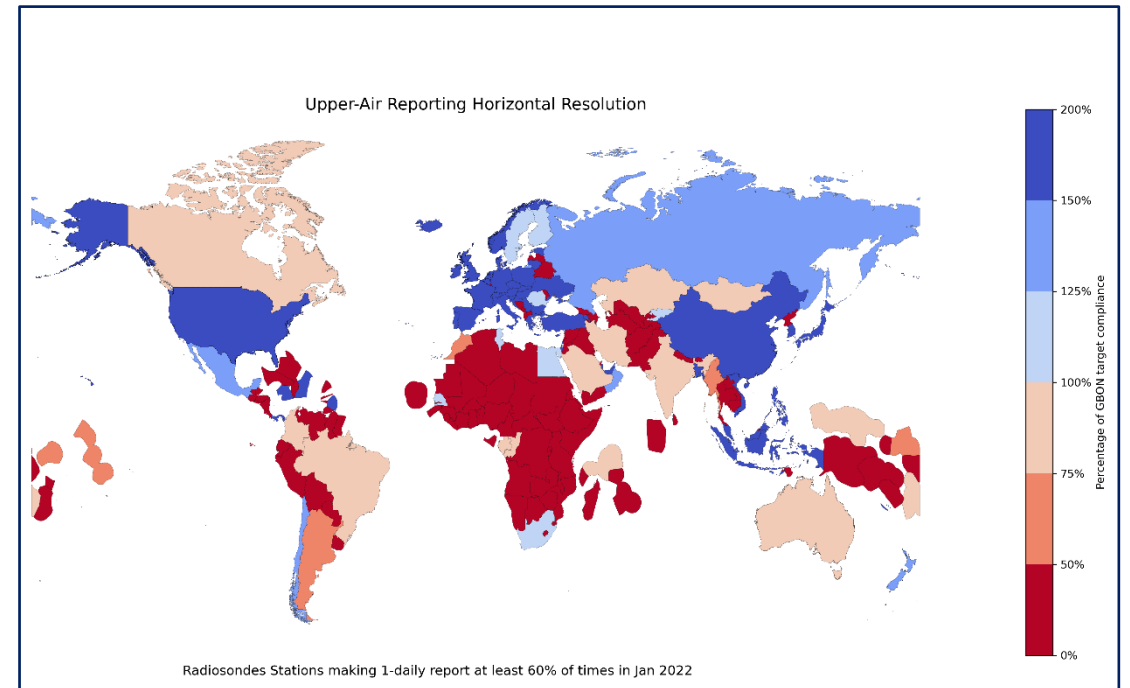 Upper-Air Reporting Horizontal Resolution
200%
150%
125%
100%
75%
50%
0%
Percentage of GBON target compliance
Radiosondes Stations making 1-daily report at least 60% of times in Jan 2022